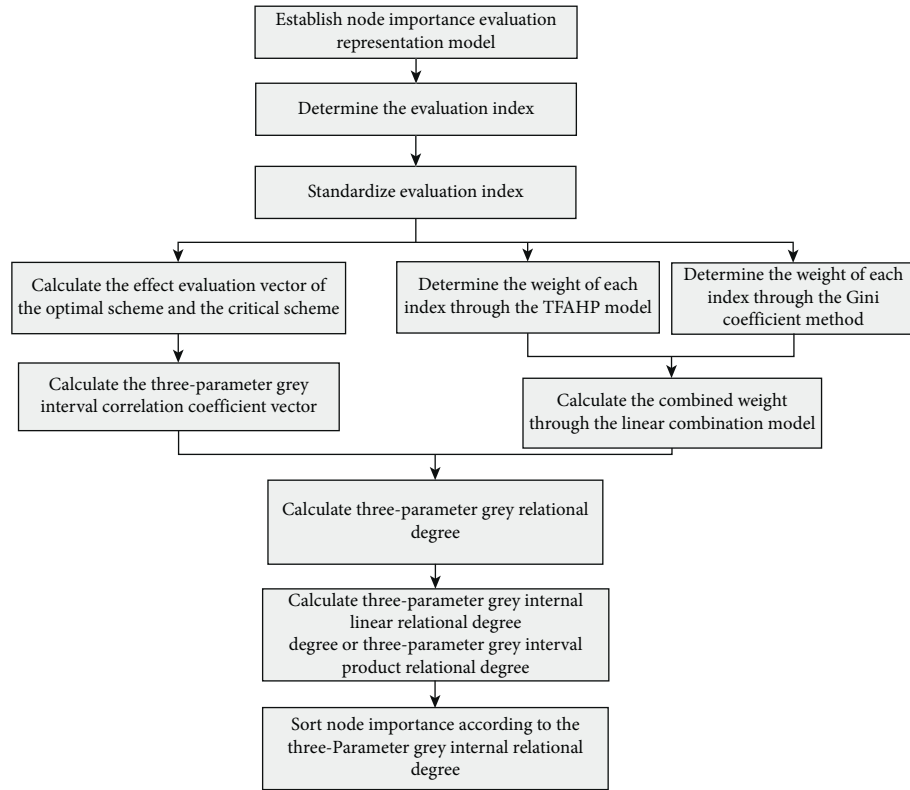 Establish node importance evaluation
representation model
Determine the evaluation index
Standardize evaluation index
Calculate the effect evaluation vector of
the optimal scheme and the critical scheme
Determine the weight of each
index through the TFAHP model
Determine the weight of each
index through the Gini
coefficient method
Calculate the three-parameter grey
interval correlation coefficient vector
Calculate the combined weight
through the linear combination model
Calculate three-parameter grey relational
degree
Calculate three-parameter grey internal
linear relational degree
degree or three-parameter grey interval
product relational degree
Sort node importance according to the
three-Parameter grey internal relational
degree